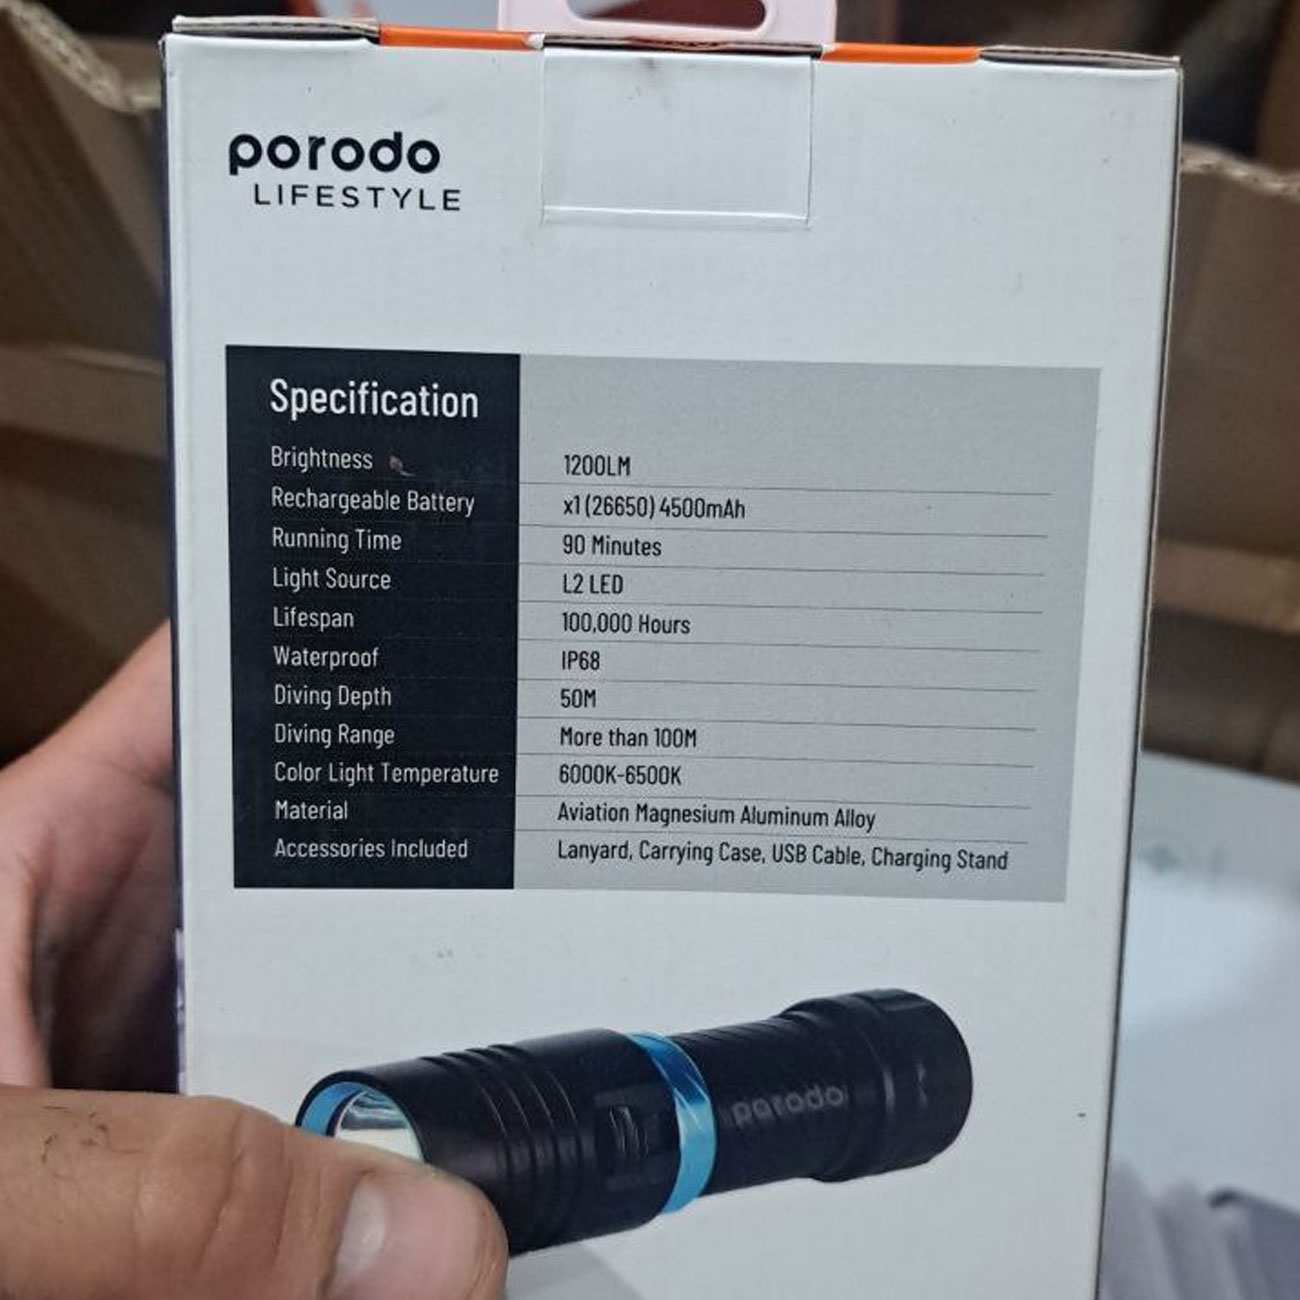 porodo
LIFESTYLE
Specification
Brightness 1200LM
Rechargeable Battery x1 (26650) 4500mAh
Running Time 90 Minutes
Light Source L2 LED
Lifespan 100,000 Hours
Waterproof IP68
Diving Depth 50M
Diving Range More than 100M
Color Light Temperature 6000K-6500K
Material Aviation Magnesium Aluminum Alloy
Accessories Included Lanyard, Carrying Case, USB Cable, Charging Stand
porodo